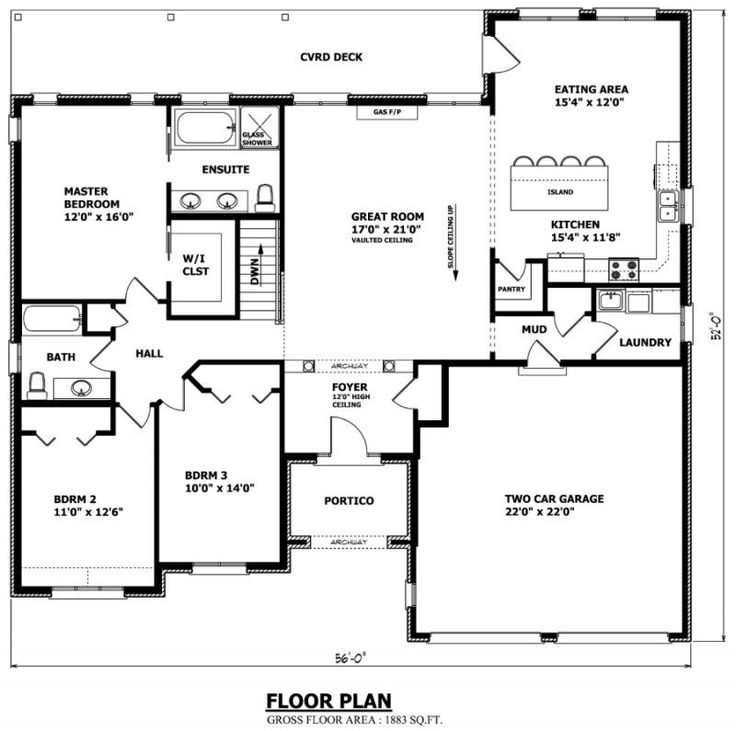 CVRD DECK
GAS F/P
EATING AREA
15'4" x 12'0"
GLASS
SHOWER
ENSUITE
MASTER
BEDROOM
12'0" x 16'0"
ISLAND
GREAT ROOM
17'0" x 21'0"
VAULTED CEILING
SLOPE CEILING UP
KITCHEN
15'4" x 11'8"
W/I
CLST
DWN
PANTRY
MUD
LAUNDRY
52'-0"
BATH
HALL
ARCHWAY
FOYER
12'0" HIGH
CEILING
BDRM 3
10'0" x 14'0"
BDRM 2
11'0" x 12'6"
PORTICO
TWO CAR GARAGE
22'0" x 22'0"
ARCHWAY
56'-0"
FLOOR PLAN
GROSS FLOOR AREA : 1883 SQ.FT.